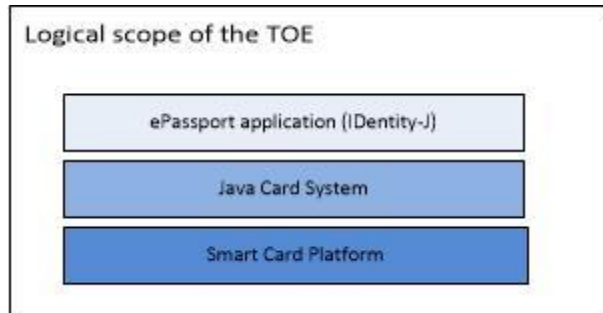 Logical scope of the TOE
ePassport application (IDentity-J)
Java Card System
Smart Card Platform